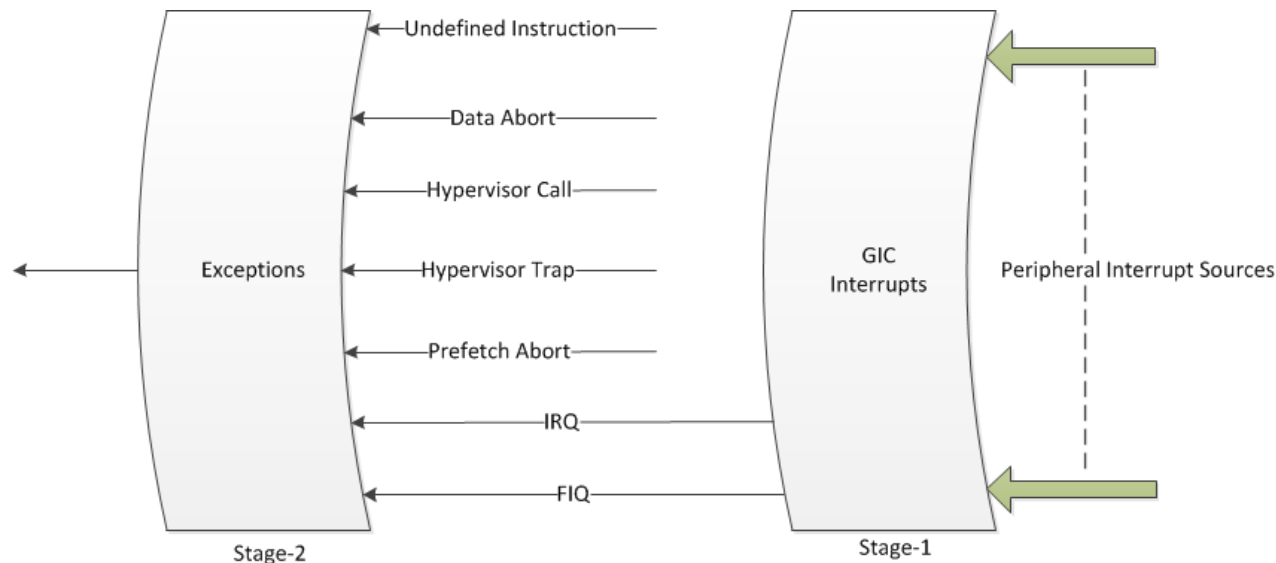 Undefined Instruction
Data Abort
Hypervisor Call
Exceptions
Hypervisor Trap
GIC
Interrupts
Peripheral Interrupt Sources
Prefetch Abort
IRQ
FIQ
Stage-2
Stage-1